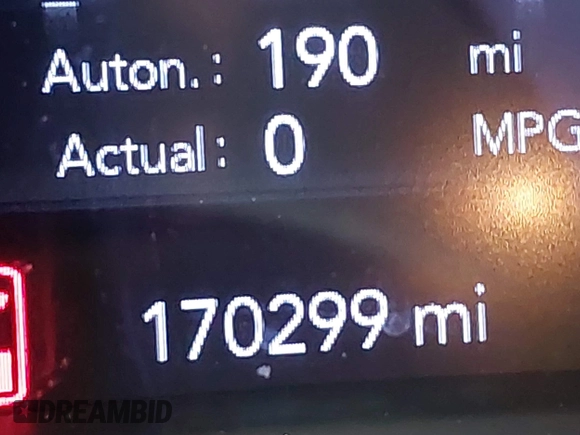 Auton.: 190 mi
Actual: 0 MPG
170299 mi
DREAMBID